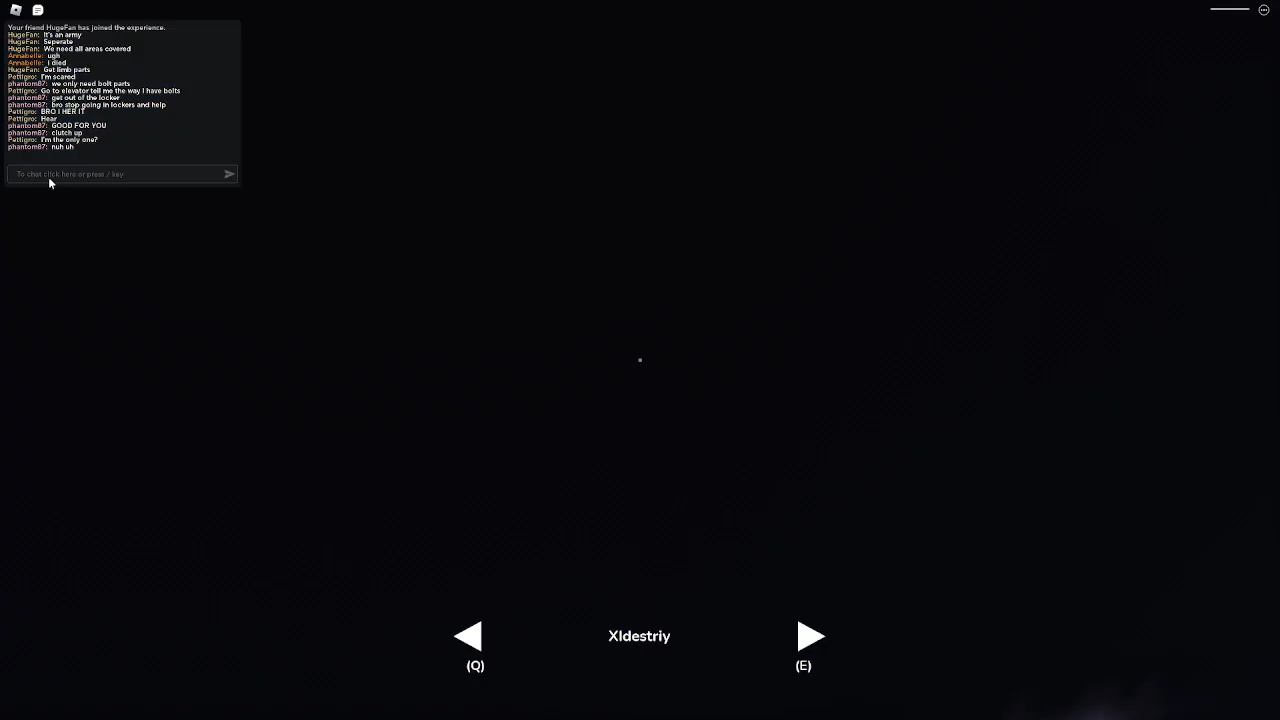 Your friend HugeFan has joined the experience.
HugeFan: It's an army
HugeFan: Seperate
HugeFan: We need all areas covered
Annabelle: ugh
Annabelle: I died
HugeFan: Get limb parts
Pettigro: I'm scared
phantom87: we only need bolt parts
Pettigro: Go to elevator tell me the way I have bolts
phantom87: get out of the locker
phantom87: bro stop going in lockers and help
Pettigro: BRO I HER IT
Pettigro: Hear
phantom87: GOOD FOR YOU
phantom87: clutch up
Pettigro: I'm the only one?
phantom87: nuh uh
To chat click here or press / key
XIdestriy
(Q)
(E)